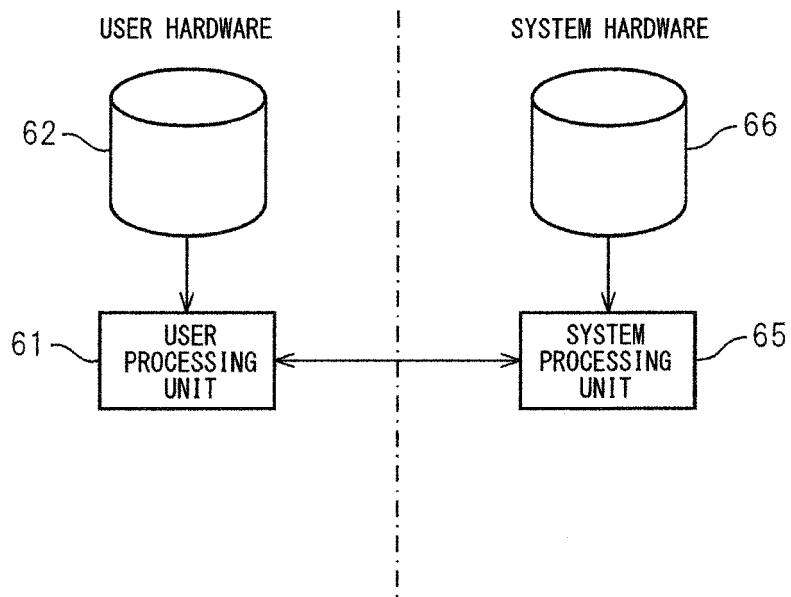 USER HARDWARE
SYSTEM HARDWARE
62
66
61
USER
PROCESSING
UNIT
SYSTEM
PROCESSING
UNIT
65